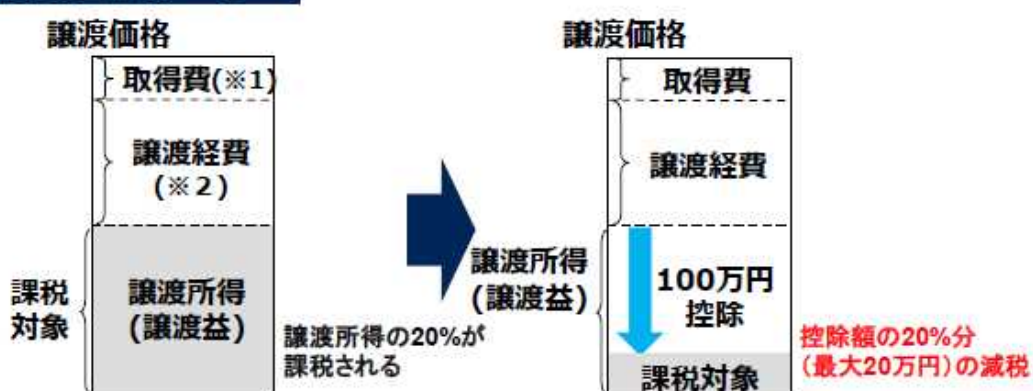 譲渡価格
取得費(※1)
譲渡経費
(※2)
課税
対象
譲渡所得
(譲渡益)
譲渡所得の20%が
課税される
譲渡価格
取得費
譲渡経費
譲渡所得
(譲渡益)
100万円
控除
課税対象
控除額の20%分
(最大20万円)の減税